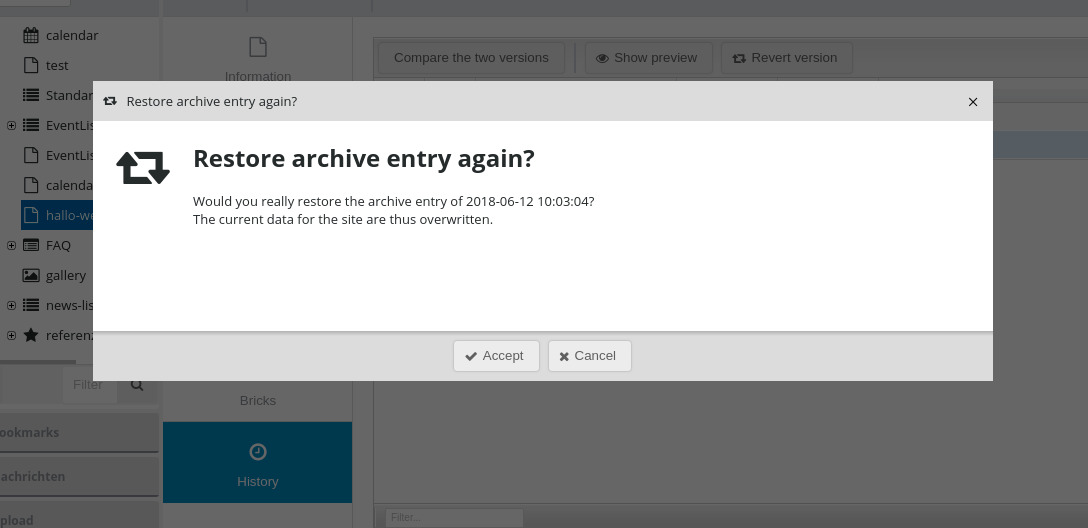 calendar
test
Standar
EventLis
EventLis
calenda
hallo-we
FAQ
gallery
news-lis
referenz
Filter
ookmarks
achrichten
pload
Information
Bricks
History
Compare the two versions
Show preview
Revert version
Restore archive entry again?
Restore archive entry again?
Would you really restore the archive entry of 2018-06-12 10:03:04?
The current data for the site are thus overwritten.
Accept
Cancel
Filter...